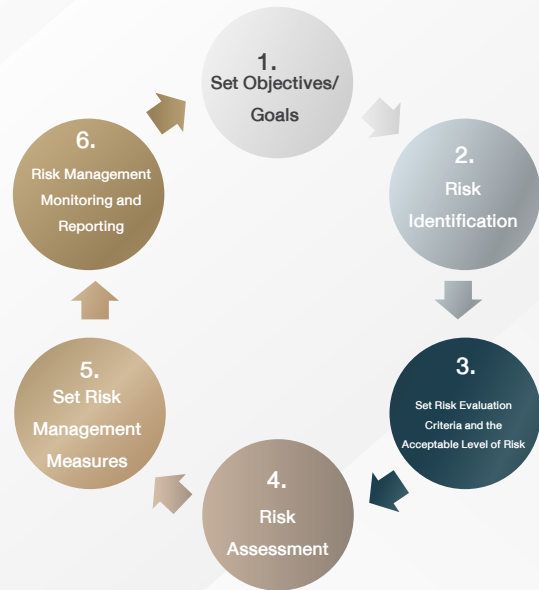 1.
Set Objectives/
Goals
2.
Risk
Identification
3.
Set Risk Evaluation
Criteria and the
Acceptable Level of Risk
4.
Risk
Assessment
5.
Set Risk
Management
Measures
6.
Risk Management
Monitoring and
Reporting